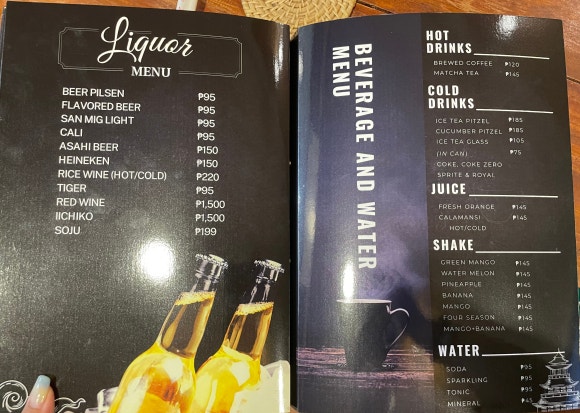 Liquor
MENU
BEER PILSEN ₱95
FLAVORED BEER ₱95
SAN MIG LIGHT ₱95
CALI ₱95
ASAHI BEER ₱150
HEINEKEN ₱150
RICE WINE (HOT/COLD) ₱220
TIGER ₱95
RED WINE ₱1,500
IICHIKO ₱1,500
SOJU ₱199
BEVERAGE AND WATER
MENU
HOT
DRINKS
BREWED COFFEE ₱120
MATCHA TEA ₱145
COLD
DRINKS
ICE TEA PITZEL ₱185
CUCUMBER PITZEL ₱185
ICE TEA GLASS ₱105
(IN CAN) ₱75
COKE, COKE ZERO
SPRITE & ROYAL
JUICE
FRESH ORANGE ₱145
CALAMANSI ₱145
HOT/COLD
SHAKE
GREEN MANGO ₱145
WATER MELON ₱145
PINEAPPLE ₱145
BANANA ₱145
MANGO ₱145
FOUR SEASON ₱145
MANGO+BANANA ₱145
WATER
SODA ₱95
SPARKLING ₱95
TONIC ₱95
MINERAL ₱45